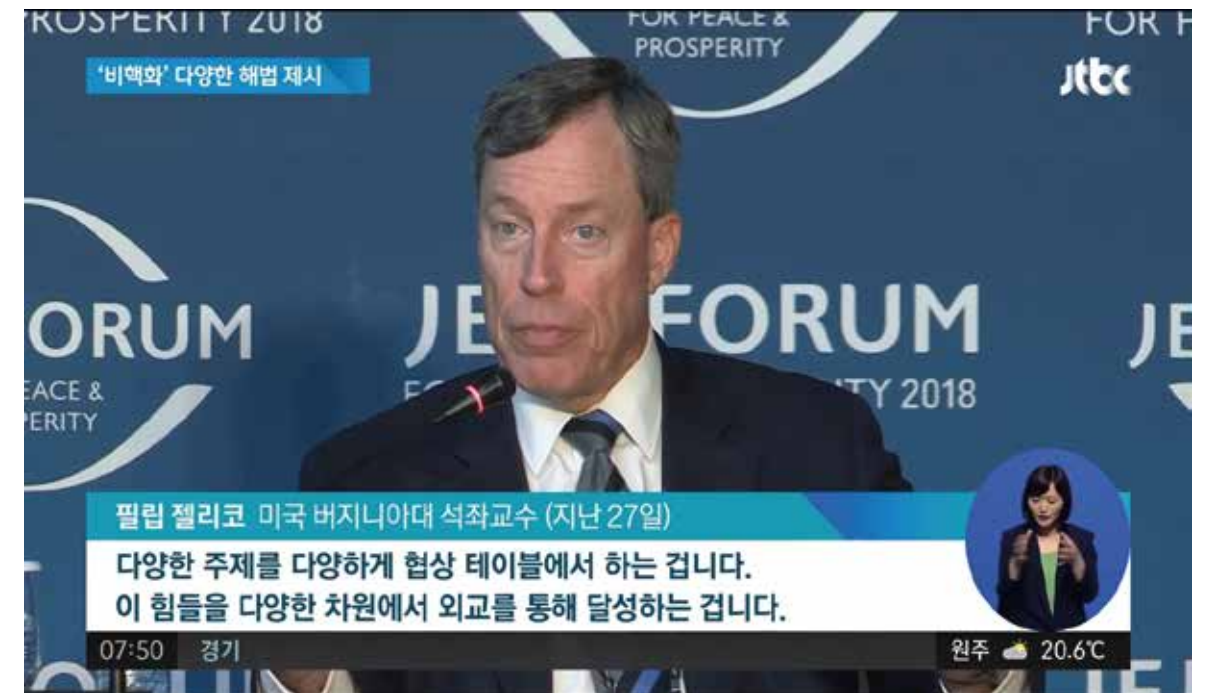 ROSPERITY 2018
FOR PEACE &
PROSPERITY
FOR
'비핵화' 다양한 해법 제시
jtbc
ORUM
EACE &
PERITY
JE FORUM
TY 2018
JE
필립 젤리코 미국 버지니아대 석좌교수 (지난 27일)
다양한 주제를 다양하게 협상 테이블에서 하는 겁니다.
이 힘들을 다양한 차원에서 외교를 통해 달성하는 겁니다.
07:50 경기
원주 20.6℃